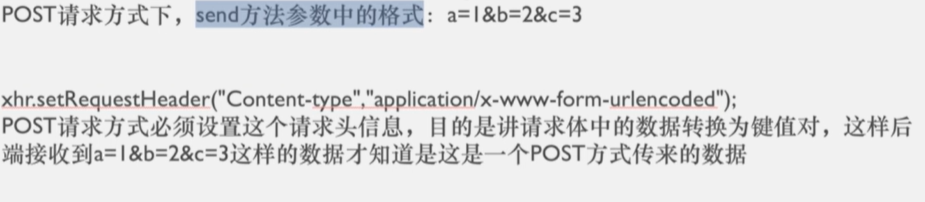 POST请求方式下，send方法参数中的格式：a=1&b=2&c=3
xhr.setRequestHeader("Content-type","application/x-www-form-urlencoded");
POST请求方式必须设置这个请求头信息，目的是讲请求体中的数据转换为键值对，这样后
端接收到a=1&b=2&c=3这样的数据才知道是这是一个POST方式传来的数据